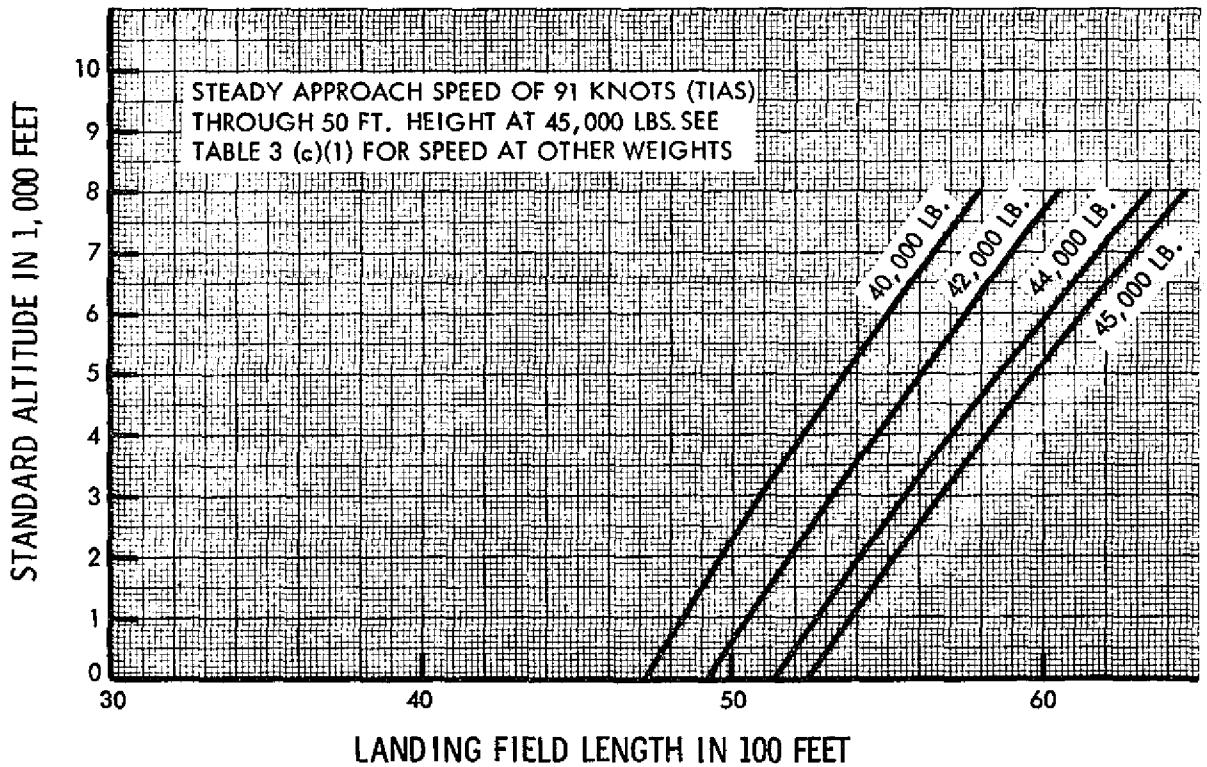 STANDARD ALTITUDE IN 1,000 FEET
10
9
8
7
6
5
4
3
2
1
0
STEADY APPROACH SPEED OF 91 KNOTS (TIAS)
THROUGH 50 FT. HEIGHT AT 45,000 LBS. SEE
TABLE 3 (c)(1) FOR SPEED AT OTHER WEIGHTS
40,000 LB.
42,000 LB.
44,000 LB.
45,000 LB.
30 40 50 60
LANDING FIELD LENGTH IN 100 FEET